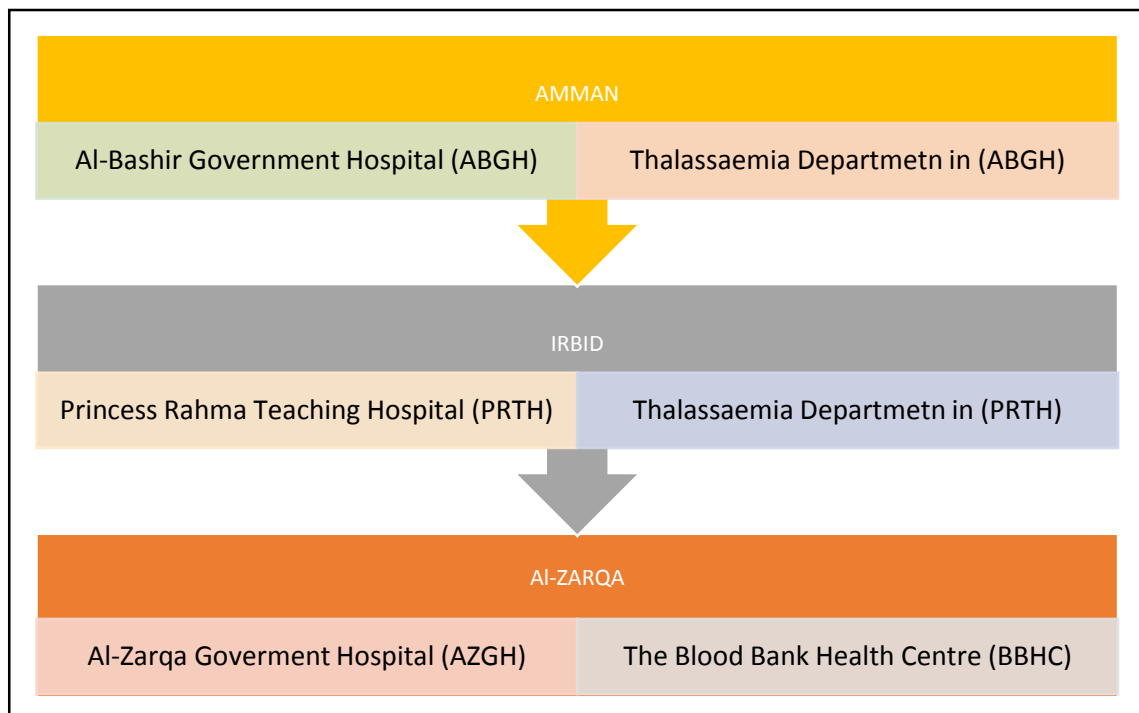 AMMAN
Al-Bashir Government Hospital (ABGH)
Thalassaemia Departmetn in (ABGH)
IRBID
Princess Rahma Teaching Hospital (PRTH)
Thalassaemia Departmetn in (PRTH)
Al-ZARQA
Al-Zarqa Goverment Hospital (AZGH)
The Blood Bank Health Centre (BBHC)